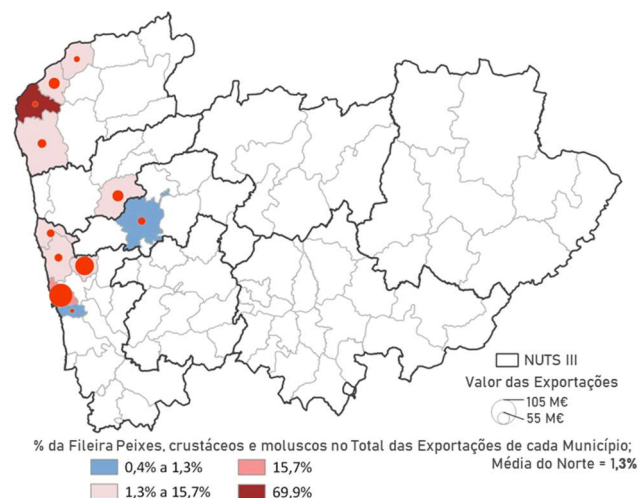 NUTS III
Valor das Exportações
105 M€
55 M€
% da Fileira Peixes, crustáceos e moluscos no Total das Exportações de cada Município;
Média do Norte = 1,3%
0,4% a 1,3%
15,7%
1,3% a 15,7%
69,9%